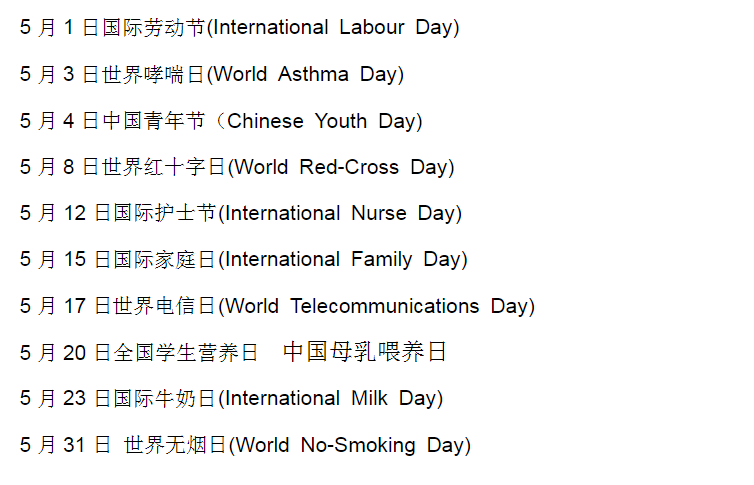 5 月 1 日国际劳动节(International Labour Day)
5 月 3 日世界哮喘日(World Asthma Day)
5 月 4 日中国青年节（Chinese Youth Day)
5 月 8 日世界红十字日(World Red-Cross Day)
5 月 12 日国际护士节(International Nurse Day)
5 月 15 日国际家庭日(International Family Day)
5 月 17 日世界电信日(World Telecommunications Day)
5 月 20 日全国学生营养日 中国母乳喂养日
5 月 23 日国际牛奶日(International Milk Day)
5 月 31 日 世界无烟日(World No-Smoking Day)